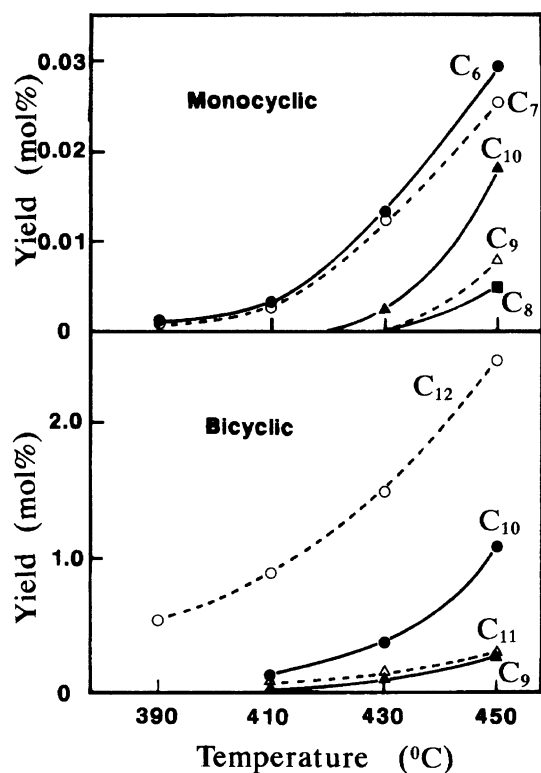 0.03
0.02
0.01
0
Yield (mol%)
Monocyclic
C₆
C₇
C₁₀
C₉
C₈
2.0
1.0
0
Yield (mol%)
Bicyclic
C₁₂
C₁₀
C₁₁
C₉
390 410 430 450
Temperature (⁰C)